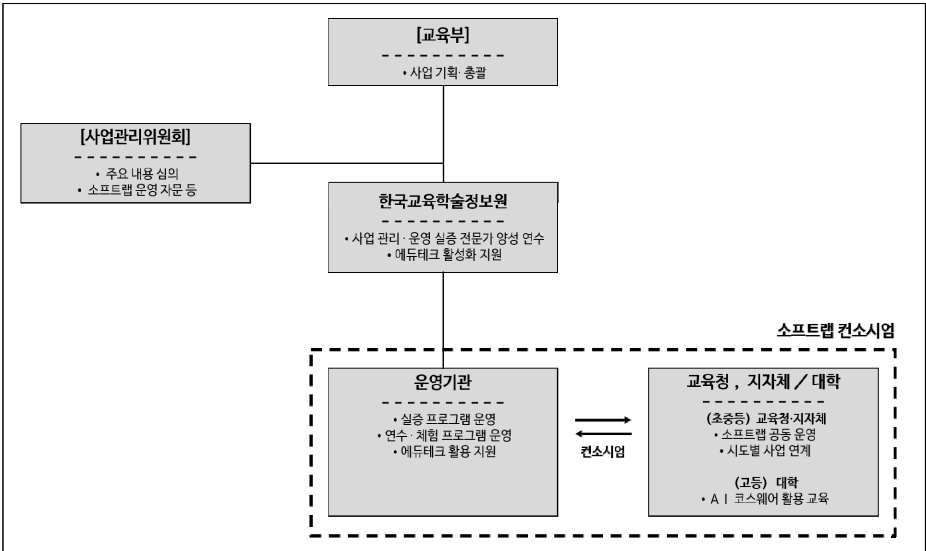 [교육부]
• 사업 기획· 총괄
[사업관리위원회]
• 주요 내용 심의
• 소프트랩 운영 자문 등
한국교육학술정보원
• 사업 관리 · 운영 실증 전문가 양성 연수
• 에듀테크 활성화 지원
소프트랩 컨소시엄
운영기관
• 실증 프로그램 운영
• 연수 · 체험 프로그램 운영
• 에듀테크 활용 지원
컨소시엄
교육청 , 지자체 / 대학
(초중등) 교육청·지자체
• 소프트랩 공동 운영
• 시도별 사업 연계
(고등) 대학
• AI 코스웨어 활용 교육